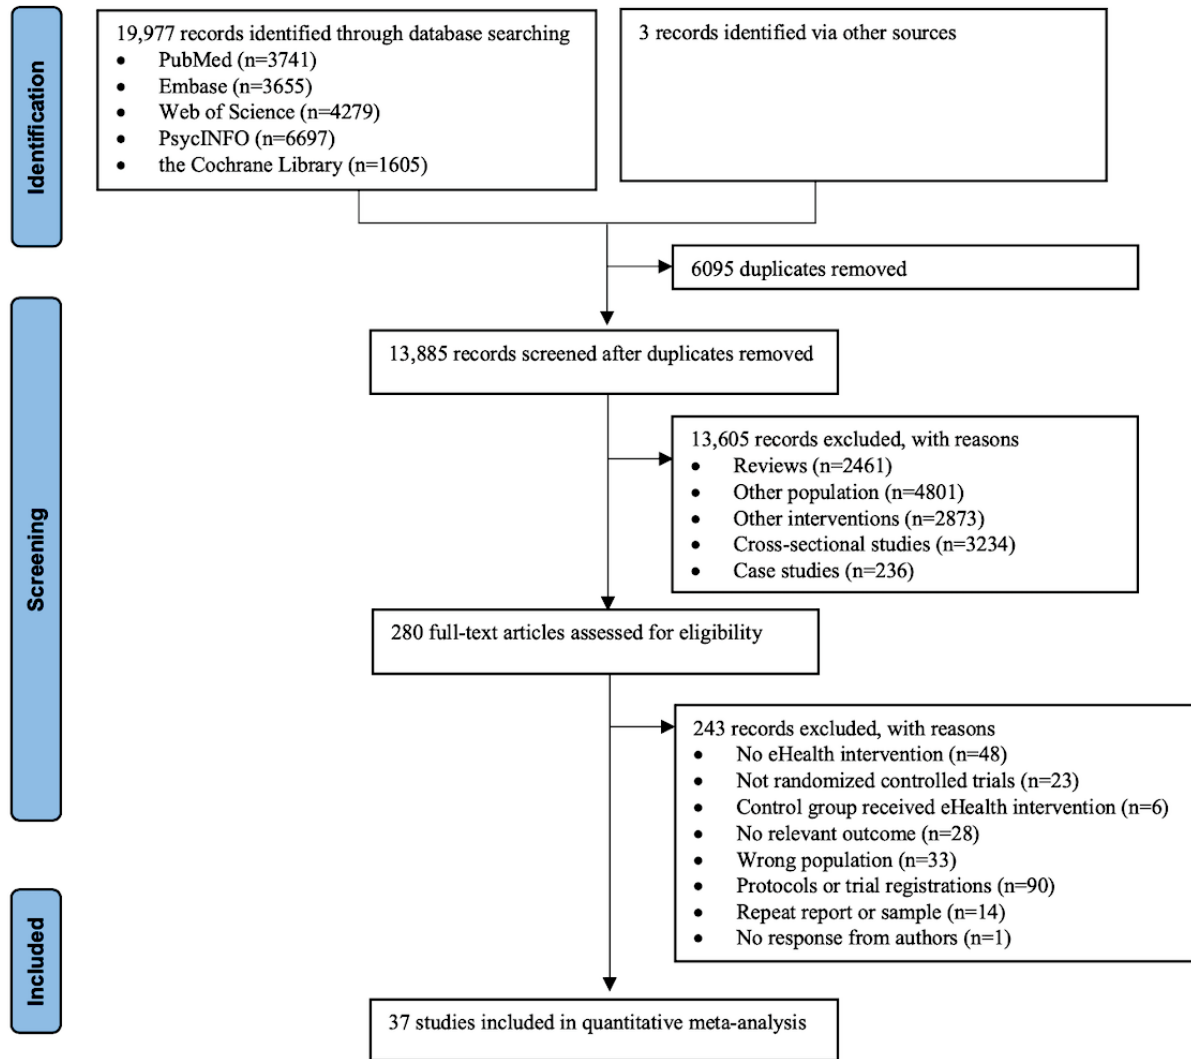 Identification
19,977 records identified through database searching
• PubMed (n=3741)
• Embase (n=3655)
• Web of Science (n=4279)
• PsycINFO (n=6697)
• the Cochrane Library (n=1605)
3 records identified via other sources
6095 duplicates removed
Screening
13,885 records screened after duplicates removed
13,605 records excluded, with reasons
• Reviews (n=2461)
• Other population (n=4801)
• Other interventions (n=2873)
• Cross-sectional studies (n=3234)
• Case studies (n=236)
280 full-text articles assessed for eligibility
243 records excluded, with reasons
• No eHealth intervention (n=48)
• Not randomized controlled trials (n=23)
• Control group received eHealth intervention (n=6)
• No relevant outcome (n=28)
• Wrong population (n=33)
• Protocols or trial registrations (n=90)
• Repeat report or sample (n=14)
• No response from authors (n=1)
Included
37 studies included in quantitative meta-analysis